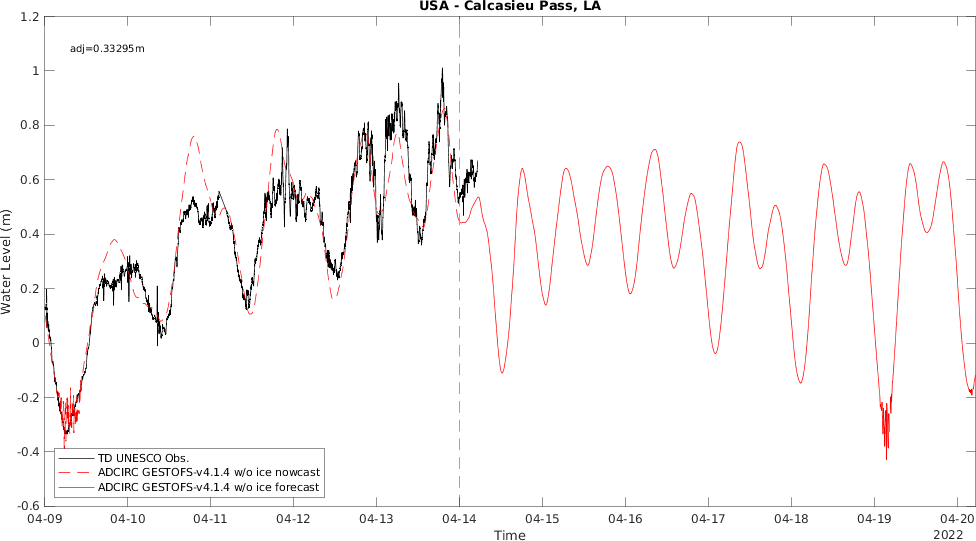 USA - Calcasieu Pass, LA
adj=0.33295m
1.2
1
0.8
0.6
0.4
0.2
0
-0.2
-0.4
-0.6
Water Level (m)
TD UNESCO Obs.
ADCIRC GESTOFS-v4.1.4 w/o ice nowcast
ADCIRC GESTOFS-v4.1.4 w/o ice forecast
04-09 04-10 04-11 04-12 04-13 04-14 04-15 04-16 04-17 04-18 04-19 04-20
2022
Time